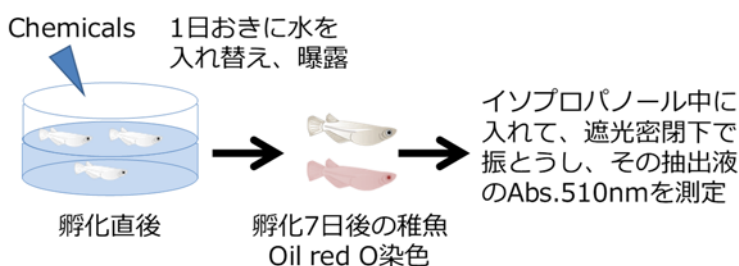 Chemicals
1日おきに水を
入れ替え、曝露
孵化直後
孵化7日後の稚魚
Oil red O染色
イソプロパノール中に
入れて、遮光密閉下で
振とうし、その抽出液
のAbs.510nmを測定